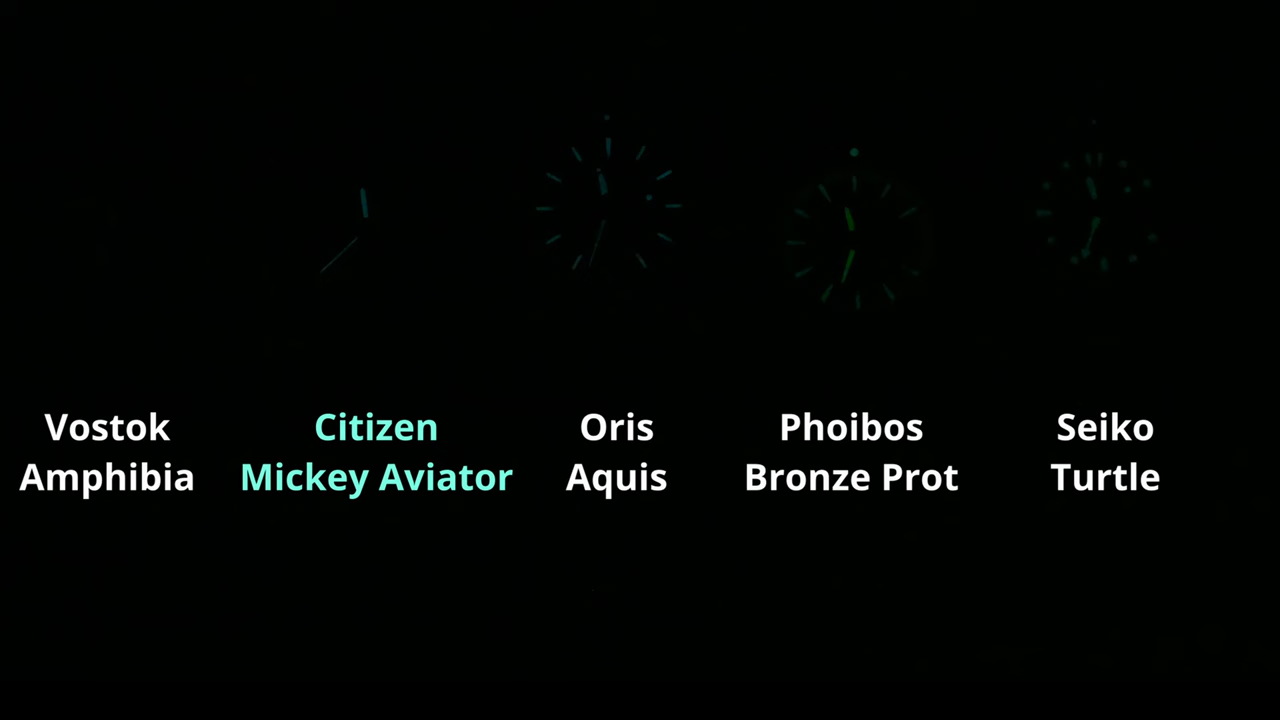 Vostok
Amphibia
Citizen
Mickey Aviator
Oris
Aquis
Phoibos
Bronze Prot
Seiko
Turtle